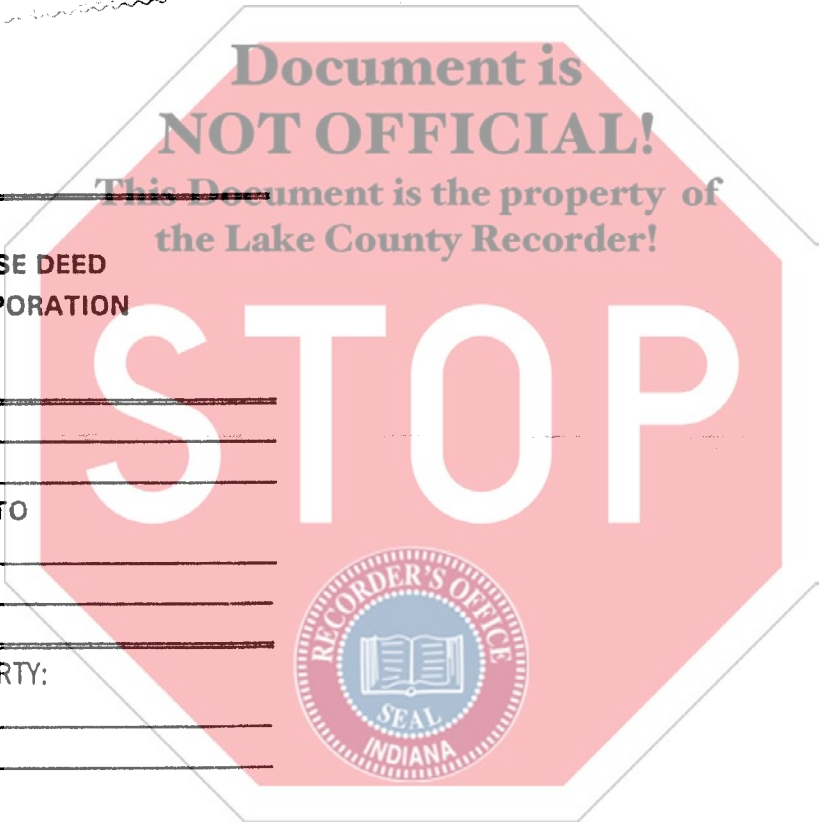 Document is
NOT OFFICIAL!
This Document is the property of
the Lake County Recorder!
SE DEED
PORATION
STOP
TO
RECORDER'S OFFICE
SEAL
INDIANA
RTY: